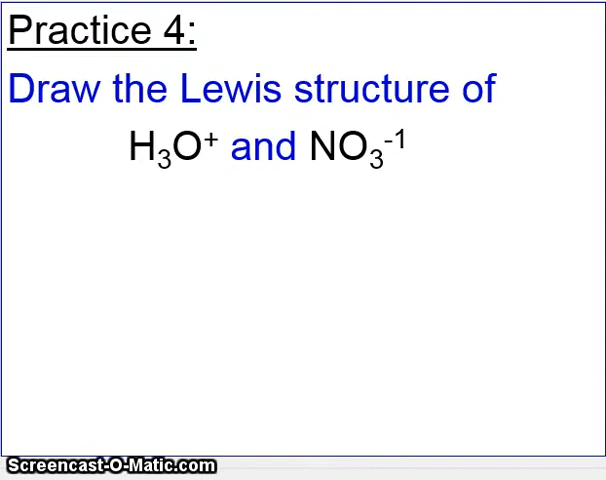 Practice 4:
Draw the Lewis structure of
H₃O⁺ and NO₃⁻¹
Screencast-O-Matic.com